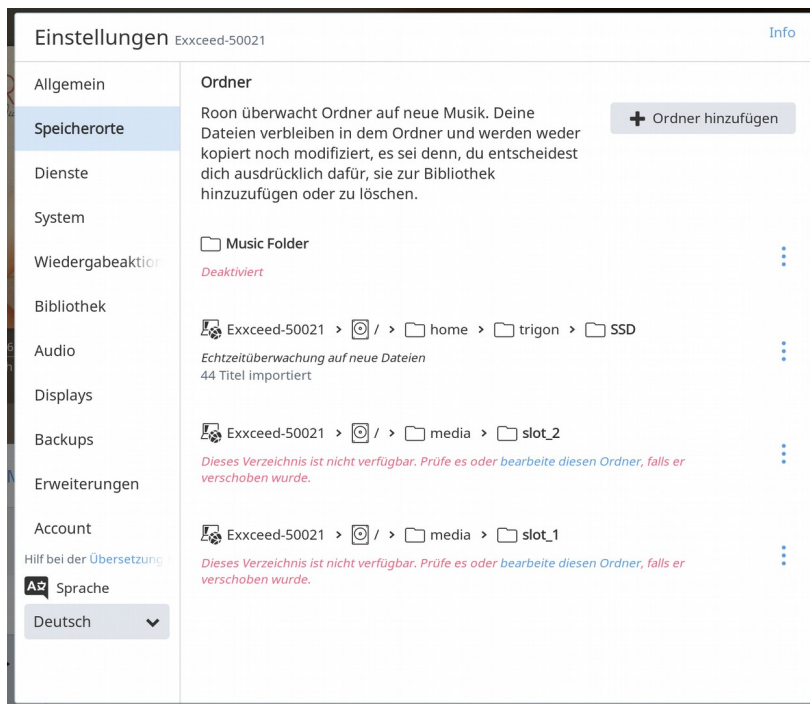 Einstellungen Exxceed-50021
Info
Allgemein
Speicherorte
Dienste
System
Wiedergabeaktion
Bibliothek
Audio
Displays
Backups
Erweiterungen
Account
Hilf bei der Übersetzung
Sprache
Deutsch
Ordner
Roon überwacht Ordner auf neue Musik. Deine
Dateien verbleiben in dem Ordner und werden weder
kopiert noch modifiziert, es sei denn, du entscheidest
dich ausdrücklich dafür, sie zur Bibliothek
hinzuzufügen oder zu löschen.
Ordner hinzufügen
Music Folder
Deaktiviert
Exxceed-50021 > / > home > trigon > SSD
Echtzeitüberwachung auf neue Dateien
44 Titel importiert
Exxceed-50021 > / > media > slot_2
Dieses Verzeichnis ist nicht verfügbar. Prüfe es oder bearbeite diesen Ordner, falls er
verschoben wurde.
Exxceed-50021 > / > media > slot_1
Dieses Verzeichnis ist nicht verfügbar. Prüfe es oder bearbeite diesen Ordner, falls er
verschoben wurde.